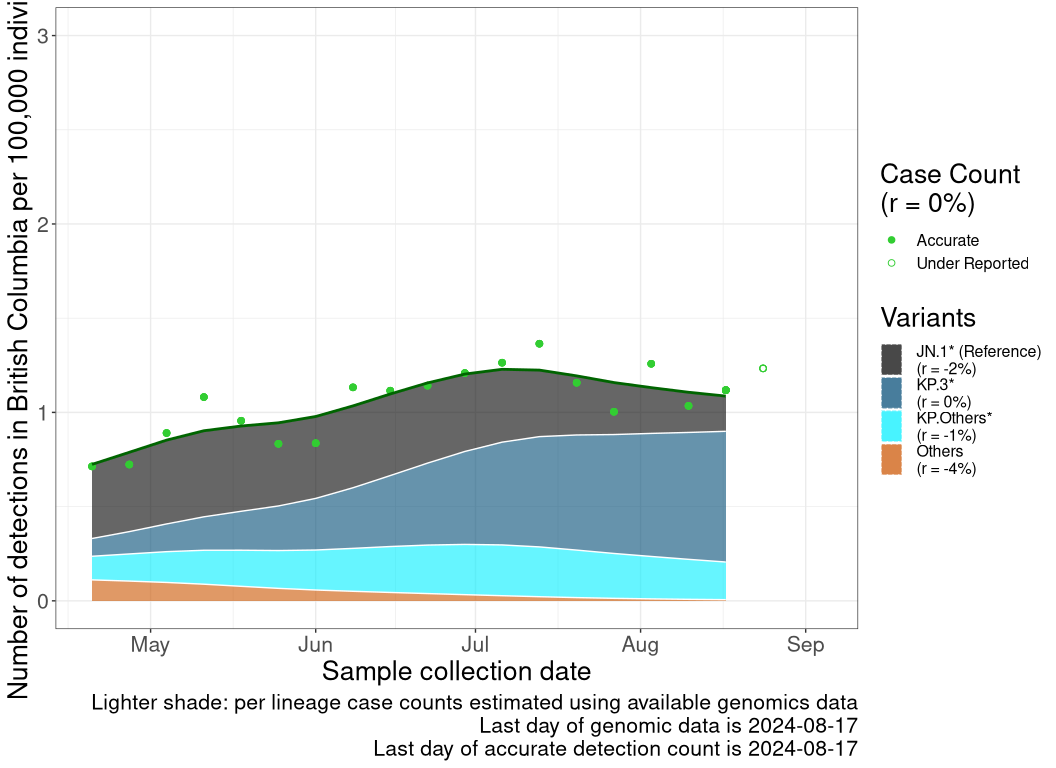 Number of detections in British Columbia per 100,000
3
2
1
0
May Jun Jul Aug Sep
Sample collection date
Lighter shade: per lineage case counts estimated using available genomics data
Last day of genomic data is 2024-08-17
Last day of accurate detection count is 2024-08-17
Case Count
(r = 0%)
Accurate
Under Reported
Variants
JN.1* (Reference)
(r = -2%)
KP.3*
(r = 0%)
KP.Others*
(r = -1%)
Others
(r = -4%)